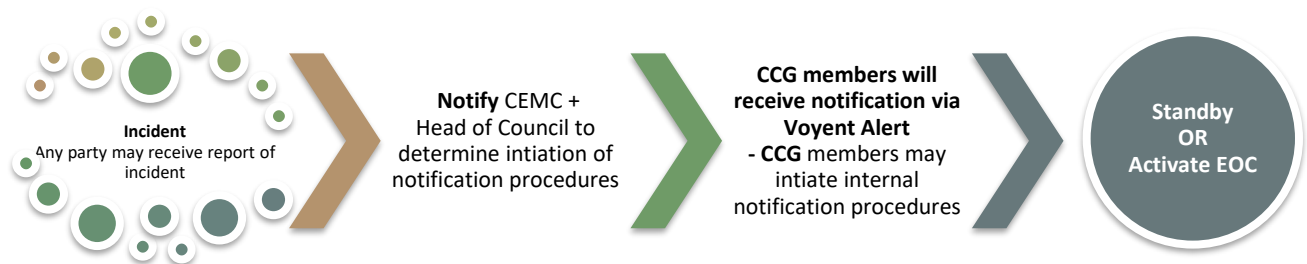 Incident
Any party may receive report of
incident
Notify CEMC +
Head of Council to
determine intiation of
notification procedures
CCG members will
receive notification via
Voyent Alert
- CCG members may
intiate internal
notification procedures
Standby
OR
Activate EOC